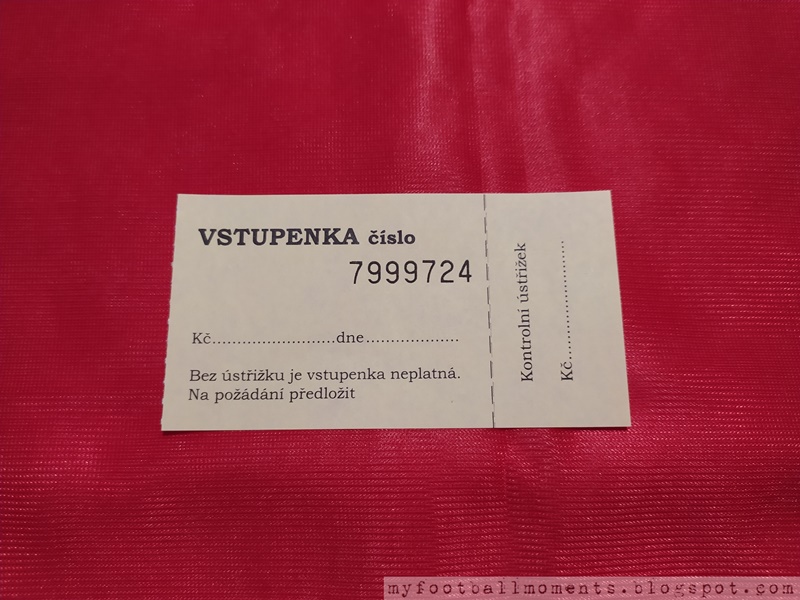 VSTUPENKA číslo
7999724
Kč.........................dne...................
Bez ústřižku je vstupenka neplatná.
Na požádání předložit
Kontrolní ústřižek
Kč.........................
myfootballmoments.blogspot.com